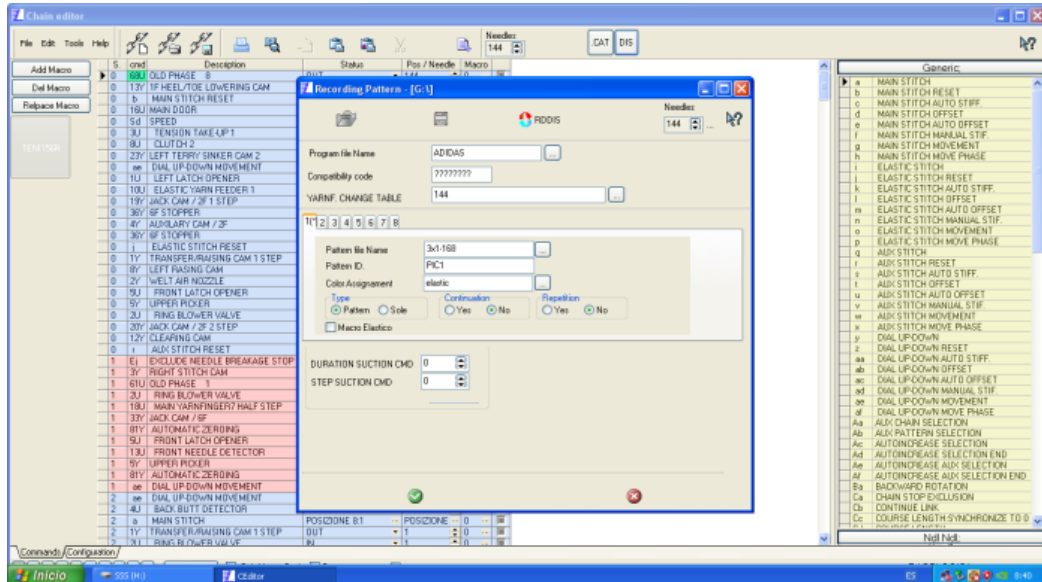 Chain editor
File Edit Tools Help
Needles
144
.CAT DIS
Add Macro
Del Macro
Relpace Macro
S. cmd Description Status Pos / Needle Macro
0 68U OLD PHASE 8 OUT 144 0
0 13Y 1F HEEL/TOE LOWERING CAM
0 b MAIN STITCH RESET
0 16U MAIN DOOR
0 Sd SPEED
0 3U TENSION TAKE-UP 1
0 8U CLUTCH 2
0 23Y LEFT TERRY SINKER CAM 2
0 ae DIAL UP-DOWN MOVEMENT
0 1U LEFT LATCH OPENER
0 10U ELASTIC YARN FEEDER 1
0 19Y JACK CAM / 2F 1 STEP
0 36Y 6F STOPPER
0 4Y AUXILARY CAM / 2F
0 36Y 6F STOPPER
0 j ELASTIC STITCH RESET
0 1Y TRANSFER/RAISING CAM 1 STEP
0 8Y LEFT RASING CAM
0 2Y WELT AIR NOZZLE
0 5U FRONT LATCH OPENER
0 5Y UPPER PICKER
0 2U RING BLOWER VALVE
0 20Y JACK CAM / 2F 2 STEP
0 12Y CLEARING CAM
0 r AUX STITCH RESET
1 Ej EXCLUDE NEEDLE BREAKAGE STOP
1 3Y RIGHT STITCH CAM
1 61U OLD PHASE 1
1 2U RING BLOWER VALVE
1 18U MAIN YARNFINGER7 HALF STEP
1 33Y JACK CAM / 6F
1 81Y AUTOMATIC ZEROING
1 5U FRONT LATCH OPENER
1 13U FRONT NEEDLE DETECTOR
1 5Y UPPER PICKER
1 81Y AUTOMATIC ZEROING
1 ae DIAL UP-DOWN MOVEMENT
2 ae DIAL UP-DOWN MOVEMENT
2 4U BACK BUTT DETECTOR
2 a MAIN STITCH POSIZIONE 8:1 POSIZIONE 0
2 1Y TRANSFER/RAISING CAM 1 STEP OUT 1 0
2 2U RING BLOWER VALVE IN 1 0
Recording Pattern - [G:\]
RDDIS
Needles
144
Program file Name ADIDAS
Compatibility code ????????
YARNF. CHANGE TABLE 144
1(*) 2 3 4 5 6 7 8
Pattern file Name 3x1-168
Pattern ID. PIC1
Color Assignament elastic
Type Continuation Repetition
Pattern Sole Yes No Yes No
Macro Elastico
DURATION SUCTION CMD 0
STEP SUCTION CMD 0
Generic;
a MAIN STITCH
b MAIN STITCH RESET
c MAIN STITCH AUTO STIFF.
d MAIN STITCH OFFSET
e MAIN STITCH AUTO OFFSET
f MAIN STITCH MANUAL STIF.
g MAIN STITCH MOVEMENT
h MAIN STITCH MOVE PHASE
i ELASTIC STITCH
j ELASTIC STITCH RESET
k ELASTIC STITCH AUTO STIFF.
l ELASTIC STITCH OFFSET
m ELASTIC STITCH AUTO OFFSET
n ELASTIC STITCH MANUAL STIF.
o ELASTIC STITCH MOVEMENT
p ELASTIC STITCH MOVE PHASE
q AUX STITCH
r AUX STITCH RESET
s AUX STITCH AUTO STIFF.
t AUX STITCH OFFSET
u AUX STITCH AUTO OFFSET
v AUX STITCH MANUAL STIF.
w AUX STITCH MOVEMENT
x AUX STITCH MOVE PHASE
y DIAL UP-DOWN
z DIAL UP-DOWN RESET
aa DIAL UP-DOWN AUTO STIFF.
ab DIAL UP-DOWN OFFSET
ac DIAL UP-DOWN AUTO OFFSET
ad DIAL UP-DOWN MANUAL STIF.
ae DIAL UP-DOWN MOVEMENT
af DIAL UP-DOWN MOVE PHASE
Aa AUX CHAIN SELECTION
Ab AUX PATTERN SELECTION
Ac AUTOINCREASE SELECTION
Ad AUTOINCREASE SELECTION END
Ae AUTOINCREASE AUX SELECTION
Af AUTOINCREASE AUX SELECTION END
Ba BACKWARD ROTATION
Ca CHAIN STOP EXCLUSION
Cb CONTINUE LINK
Cc COURSE LENGTH SYNCHRONIZE TO 0
Ndl Ndl:
Commands Configuration
Inicio SSS (H:) CEditor ES 8:40